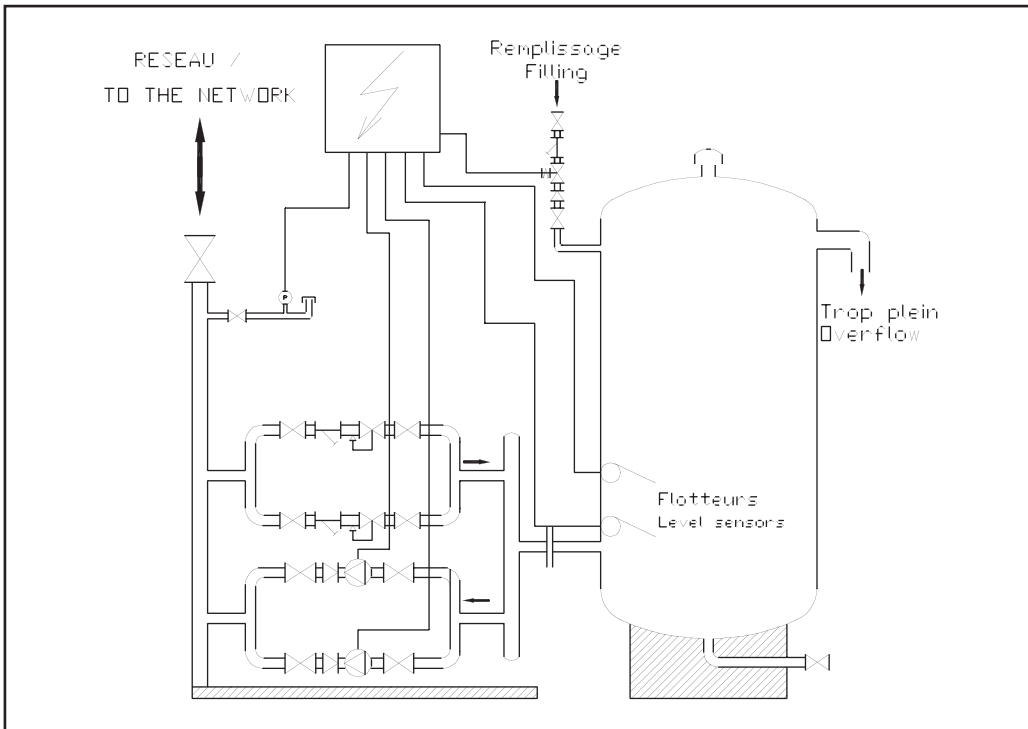 RESEAU /
TO THE NETWORK
Remplissage
Filling
P
Trop plein
Overflow
Flotteurs
Level sensors